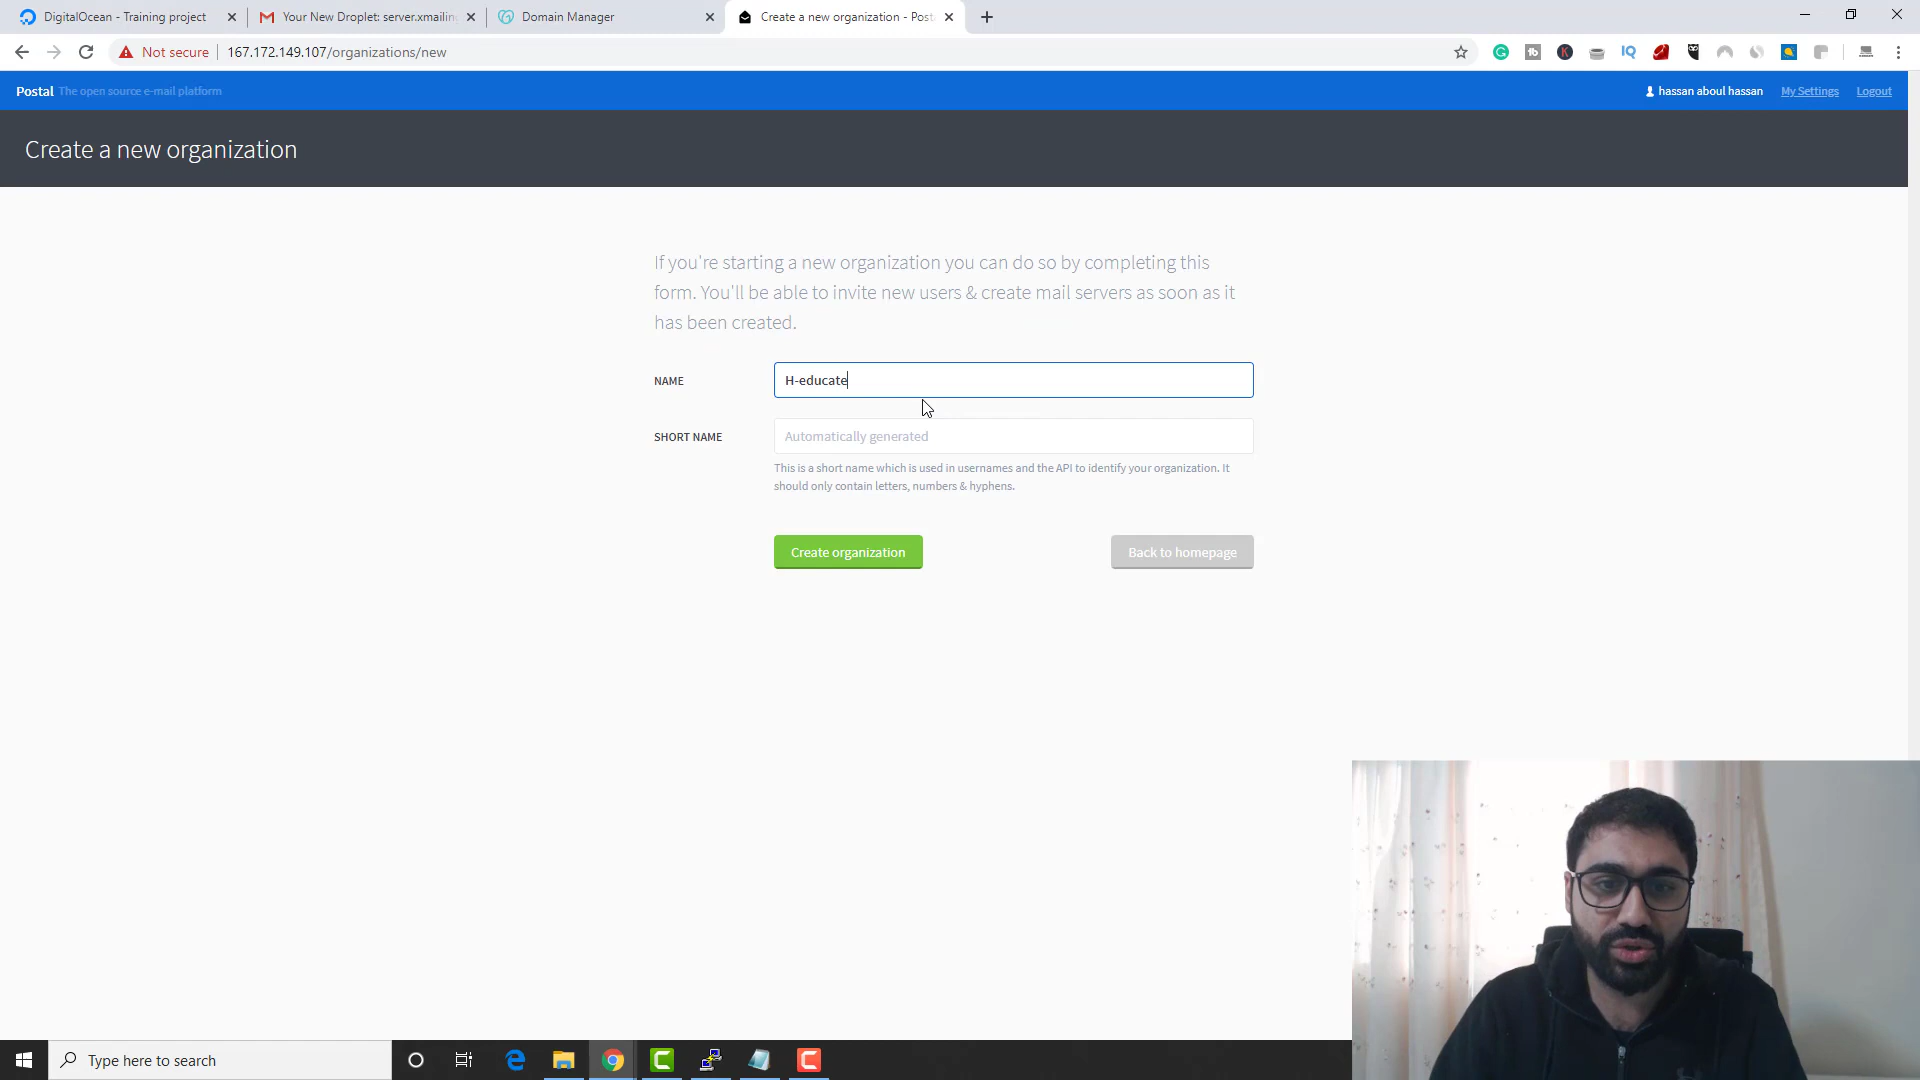 DigitalOcean - Training project
Your New Droplet: server.xmailin
Domain Manager
Create a new organization - Post
Not secure
167.172.149.107/organizations/new
Postal The open source e-mail platform
hassan aboul hassan
My Settings
Logout
Create a new organization
If you're starting a new organization you can do so by completing this
form. You'll be able to invite new users & create mail servers as soon as it
has been created.
NAME
H-educate
SHORT NAME
Automatically generated
This is a short name which is used in usernames and the API to identify your organization. It
should only contain letters, numbers & hyphens.
Create organization
Back to homepage
Type here to search